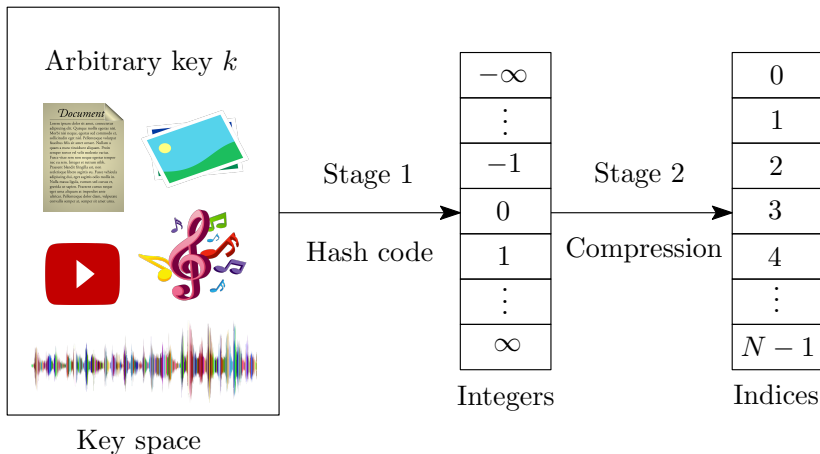 Arbitrary key k
Document
Stage 1
Hash code
Key space
−∞
⋮
−1
0
1
⋮
∞
Integers
Stage 2
Compression
0
1
2
3
4
⋮
N − 1
Indices